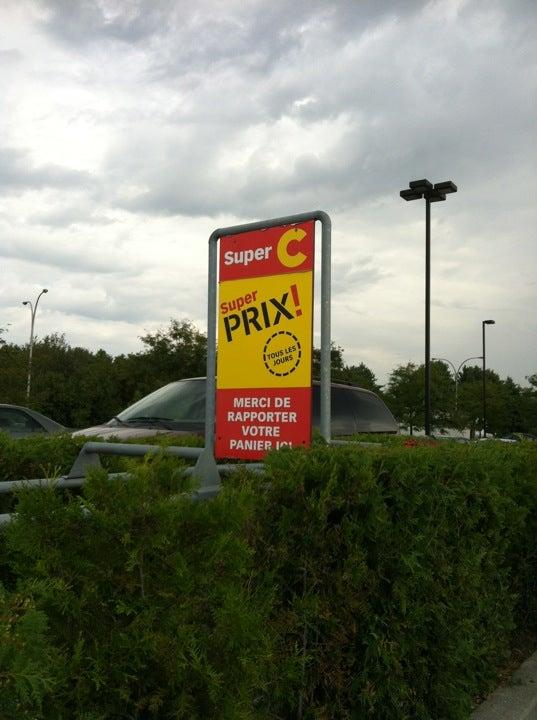 Super C
Super
PRIX!
TOUS LES
JOURS
MERCI DE
RAPPORTER
VOTRE
PANIER ICI